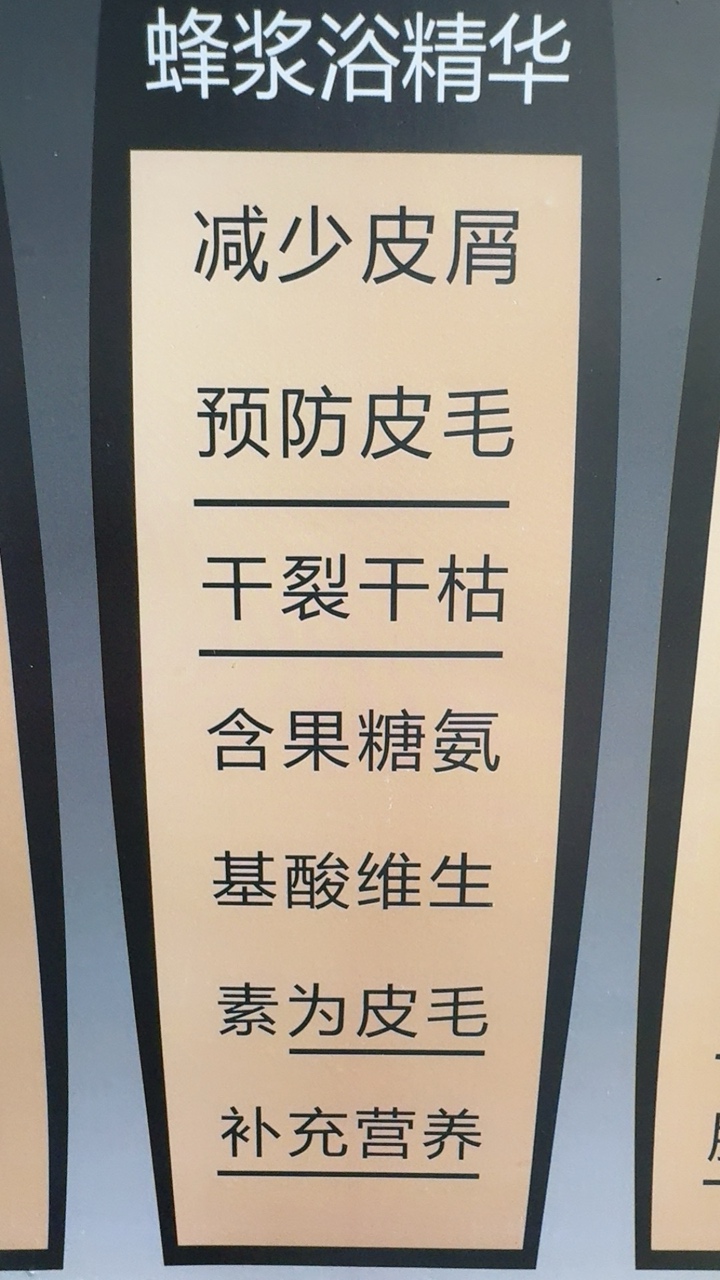 蜂浆浴精华
减少皮屑
预防皮毛
干裂干枯
含果糖氨
基酸维生
素为皮毛
补充营养